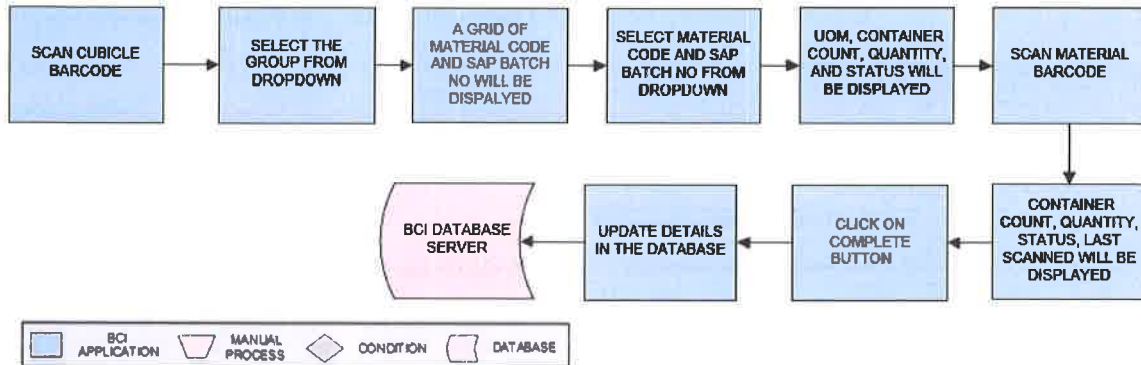 SCAN CUBICLE
BARCODE
SELECT THE
GROUP FROM
DROPDOWN
A GRID OF
MATERIAL CODE
AND SAP BATCH
NO WILL BE
DISPALYED
SELECT MATERIAL
CODE AND SAP
BATCH NO FROM
DROPDOWN
UOM, CONTAINER
COUNT, QUANTITY,
AND STATUS WILL
BE DISPLAYED
SCAN MATERIAL
BARCODE
CONTAINER
COUNT, QUANTITY,
STATUS, LAST
SCANNED WILL BE
DISPLAYED
CLICK ON
COMPLETE
BUTTON
UPDATE DETAILS
IN THE DATABASE
BCI DATABASE
SERVER
BCI
APPLICATION
MANUAL
PROCESS
CONDITION
DATABASE